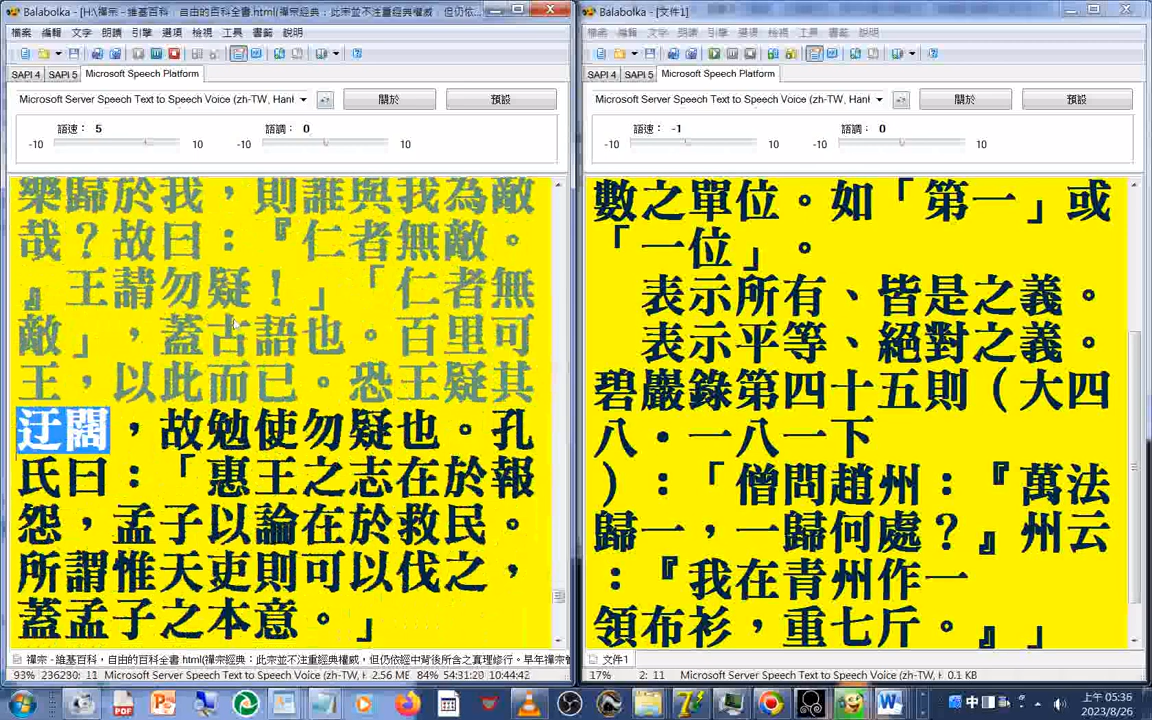 Balabolka - [H:\禪宗 - 維基百科，自由的百科全書.html(禪宗經典：此宗並不注重經典權威，但仍依...
檔案 編輯 文字 朗讀 引擎 選項 檢視 工具 書籤 說明
SAPI 4 SAPI 5 Microsoft Speech Platform
Microsoft Server Speech Text to Speech Voice (zh-TW, Hanl
關於 預設
語速： 5 語調： 0
-10 10 -10 10
樂歸於我，則誰與我為敵
哉？故曰：『仁者無敵。
』王請勿疑！」「仁者無
敵」，蓋古語也。百里可
王，以此而已。恐王疑其
迂闊，故勉使勿疑也。孔
氏曰：「惠王之志在於報
怨，孟子以論在於救民。
所謂惟天吏則可以伐之，
蓋孟子之本意。」
禪宗 - 維基百科，自由的百科全書 html(禪宗經典：此宗並不注重經典權威，但仍依經中背後所含之真理修行。早年禪宗
93% 236230: 11 Microsoft Server Speech Text to Speech Voice (zh-TW, 2.56 ME 84% 54:31:20 10:44:42
Balabolka - [文件1]
檔案 編輯 文字 朗讀 引擎 選項 檢視 工具 書籤 說明
SAPI 4 SAPI 5 Microsoft Speech Platform
Microsoft Server Speech Text to Speech Voice (zh-TW, Hanl
關於 預設
語速： -1 語調： 0
-10 10 -10 10
數之單位。如「第一」或
「一位」。
表示所有、皆是之義。
表示平等、絕對之義。
碧巖錄第四十五則（大四
八・一八一下
）：「僧問趙州：『萬法
歸一，一歸何處？』州云
：『我在青州作一
領布衫，重七斤。』」
文件1
17% 2: 11 Microsoft Server Speech Text to Speech Voice (zh-TW, H 0.1 KB
中
上午 05:36
2023/8/26